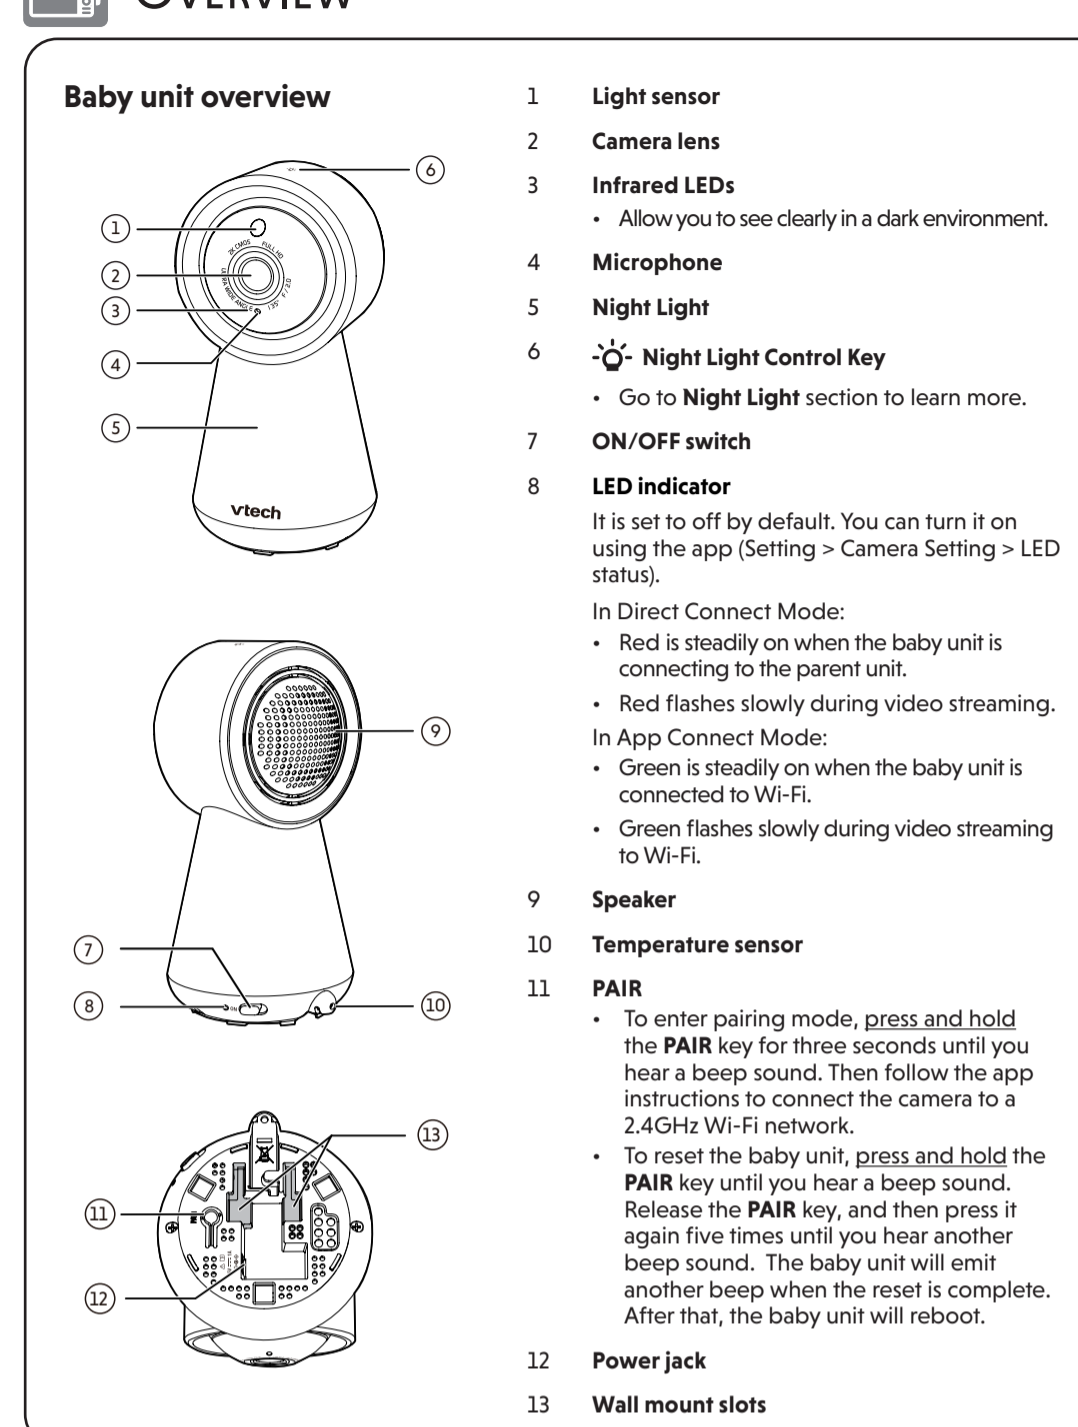 OVERVIEW
Baby unit overview
6
1
2K CMOS FULL HD
2
ULTRA WIDE ANGLE 135° F / 2.0
3
4
5
vtech
9
7
8
ON
10
13
11
12
1 Light sensor
2 Camera lens
3 Infrared LEDs
• Allow you to see clearly in a dark environment.
4 Microphone
5 Night Light
6 Night Light Control Key
• Go to Night Light section to learn more.
7 ON/OFF switch
8 LED indicator
It is set to off by default. You can turn it on
using the app (Setting > Camera Setting > LED
status).
In Direct Connect Mode:
• Red is steadily on when the baby unit is
connecting to the parent unit.
• Red flashes slowly during video streaming.
In App Connect Mode:
• Green is steadily on when the baby unit is
connected to Wi-Fi.
• Green flashes slowly during video streaming
to Wi-Fi.
9 Speaker
10 Temperature sensor
11 PAIR
• To enter pairing mode, press and hold
the PAIR key for three seconds until you
hear a beep sound. Then follow the app
instructions to connect the camera to a
2.4GHz Wi-Fi network.
• To reset the baby unit, press and hold the
PAIR key until you hear a beep sound.
Release the PAIR key, and then press it
again five times until you hear another
beep sound.  The baby unit will emit
another beep when the reset is complete.
After that, the baby unit will reboot.
12 Power jack
13 Wall mount slots